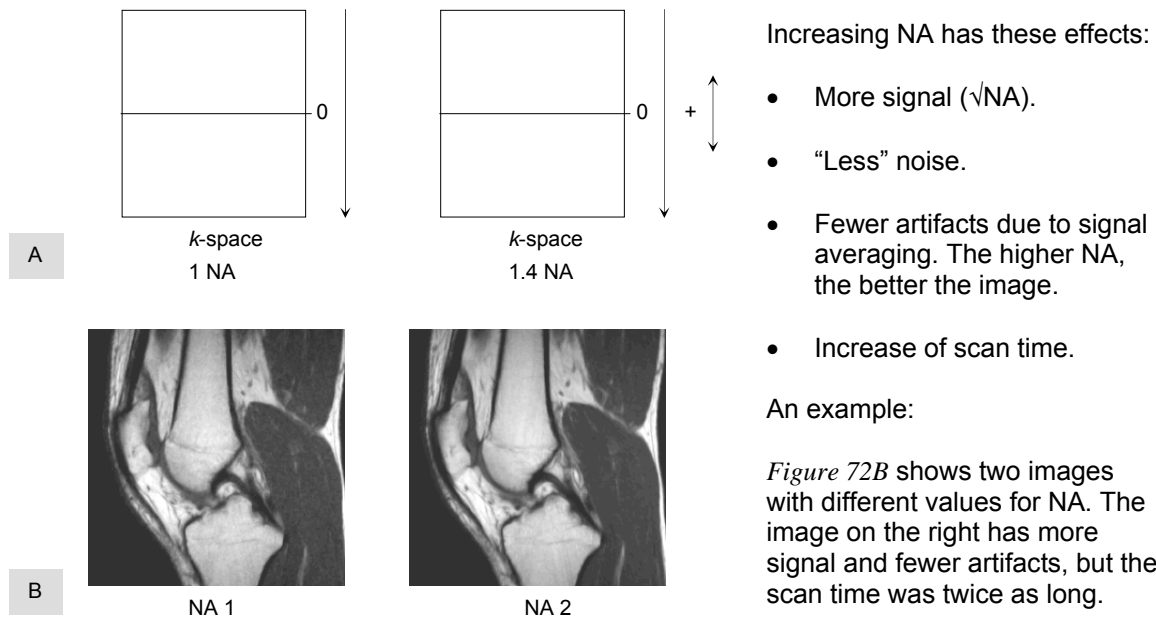 0
k-space
1 NA
0
+
k-space
1.4 NA
A
NA 1
NA 2
B
Increasing NA has these effects:
• More signal (√NA).
• “Less” noise.
• Fewer artifacts due to signal
averaging. The higher NA,
the better the image.
• Increase of scan time.
An example:
Figure 72B shows two images
with different values for NA. The
image on the right has more
signal and fewer artifacts, but the
scan time was twice as long.